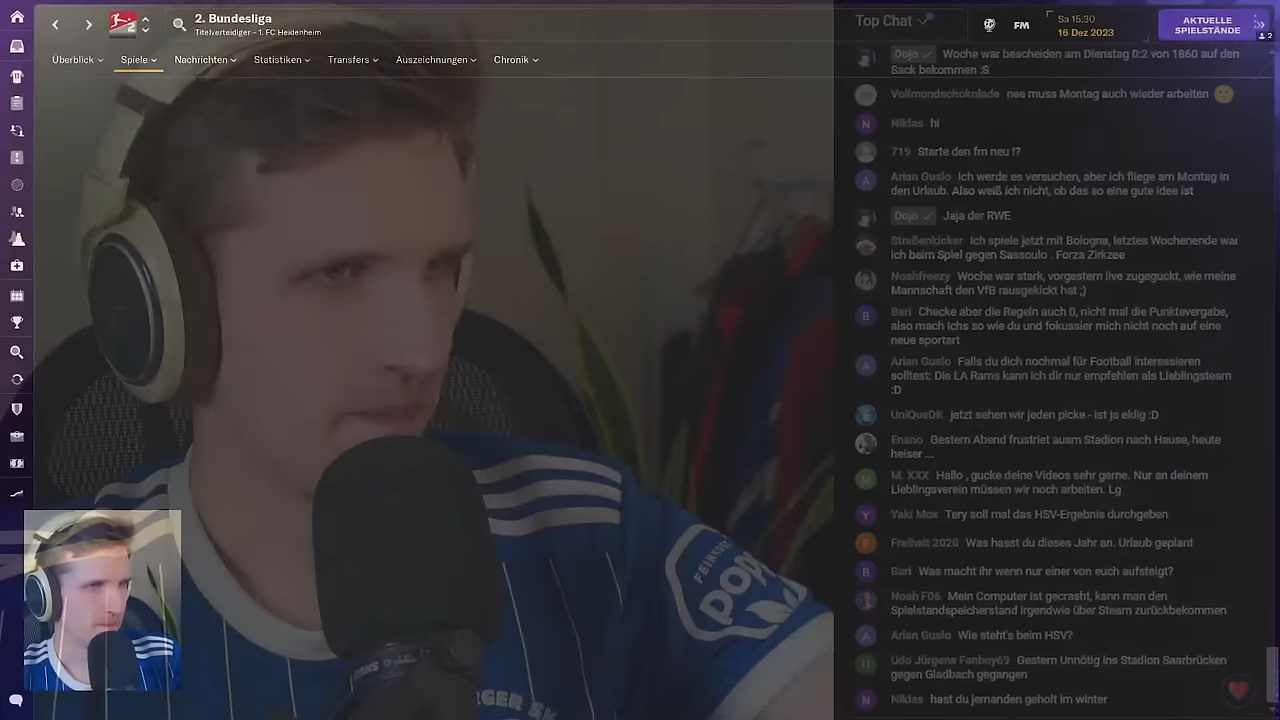 2. Bundesliga
Titelverteidiger - 1. FC Heidenheim
Top Chat
FM
Sa 15:30
16 Dez 2023
AKTUELLE
SPIELSTÄNDE
2
Überblick
Spiele
Nachrichten
Statistiken
Transfers
Auszeichnungen
Chronik
Dojo Woche war bescheiden am Dienstag 0:2 von 1860 auf den
Sack bekommen :S
Vollmondschokolade nee muss Montag auch wieder arbeiten
N Niklas hi
719 Starte den fm neu !?
A Arian Guslo Ich werde es versuchen, aber ich fliege am Montag in
den Urlaub. Also weiß ich nicht, ob das so eine gute idee ist
Dojo Jaja der RWE
Straßenkicker Ich spiele jetzt mit Bologna, letztes Wochenende war
ich beim Spiel gegen Sassoulo . Forza Zirkzee
Noahfreezy Woche war stark, vorgestern live zugeguckt, wie meine
Mannschaft den VfB rausgekickt hat ;)
B Bari Checke aber die Regeln auch 0, nicht mal die Punktevergabe,
also mach Ichs so wie du und fokussier mich nicht noch auf eine
neue sportart
A Arian Guslo Falls du dich nochmal für Football interessieren
solltest: Die LA Rams kann ich dir nur empfehlen als Lieblingsteam
:D
UniQueDK jetzt sehen wir jeden picke - ist js eklig :D
Enano Gestern Abend frustriet ausm Stadion nach Hause, heute
heiser ...
M M. XXX Hallo , gucke deine Videos sehr gerne. Nur an deinem
Lieblingsverein müssen wir noch arbeiten. Lg
Y Yaki Max Tery soll mal das HSV-Ergebnis durchgeben
F Freiheit 2020 Was hasst du dieses Jahr an. Urlaub geplant
B Bari Was macht ihr wenn nur einer von euch aufsteigt?
Noah F06 Mein Computer ist gecrasht, kann man den
Spielstandspeicherstand irgendwie über Steam zurückbekommen
A Arian Guslo Wie steht's beim HSV?
U Udo Jürgens Fanboy69 Gestern Unnötig ins Stadion Saarbrücken
gegen Gladbach gegangen
N Niklas hast du jemanden geholt im winter
FEINKOST